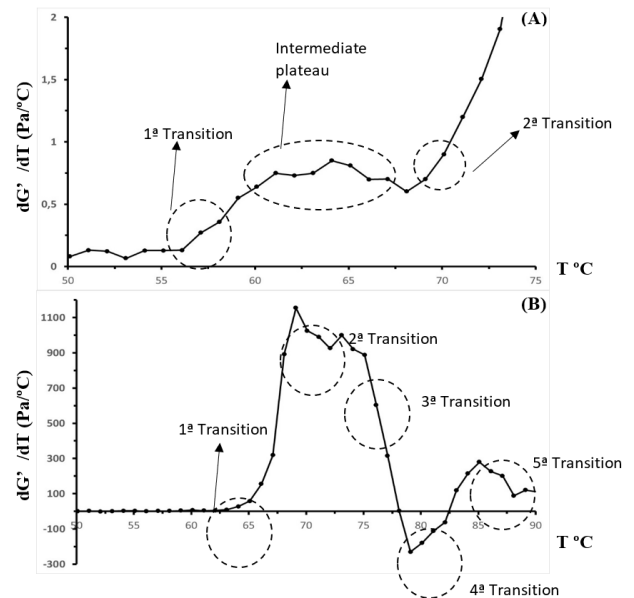 (A)
2
1,5
1
0,5
0
50
55
60
65
70
75
dG’ /dT (Pa/ºC)
T ºC
Intermediate
plateau
1ª Transition
2ª Transition
(B)
1100
900
700
500
300
100
-100
-300
50
55
60
65
70
75
80
85
90
dG’ /dT (Pa/ºC)
T ºC
1ª Transition
2ª Transition
3ª Transition
5ª Transition
4ª Transition